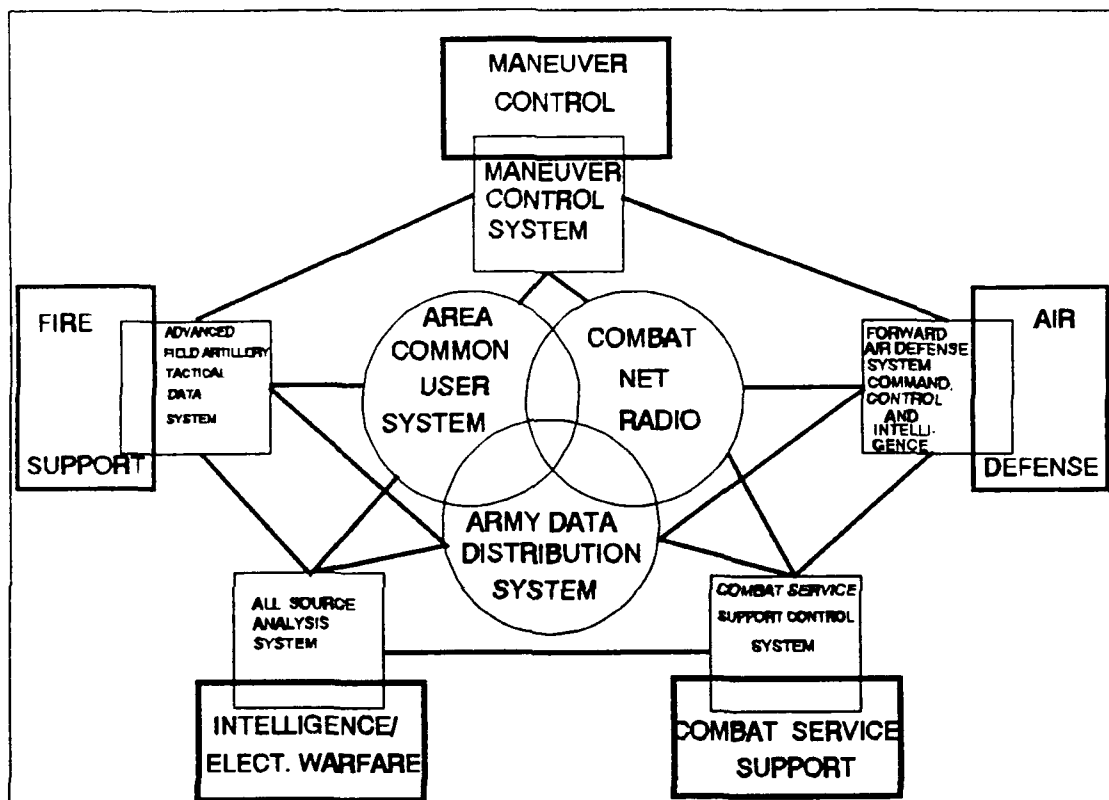 MANEUVER
CONTROL
MANEUVER
CONTROL
SYSTEM
FIRE
SUPPORT
ADVANCED
FIELD ARTILLERY
TACTICAL
DATA
SYSTEM
AREA
COMMON
USER
SYSTEM
COMBAT
NET
RADIO
FORWARD
AIR DEFENSE
SYSTEM
COMMAND,
CONTROL
AND
INTELLI-
GENCE
AIR
DEFENSE
ARMY DATA
DISTRIBUTION
SYSTEM
ALL SOURCE
ANALYSIS
SYSTEM
COMBAT SERVICE
SUPPORT CONTROL
SYSTEM
INTELLIGENCE/
ELECT. WARFARE
COMBAT SERVICE
SUPPORT